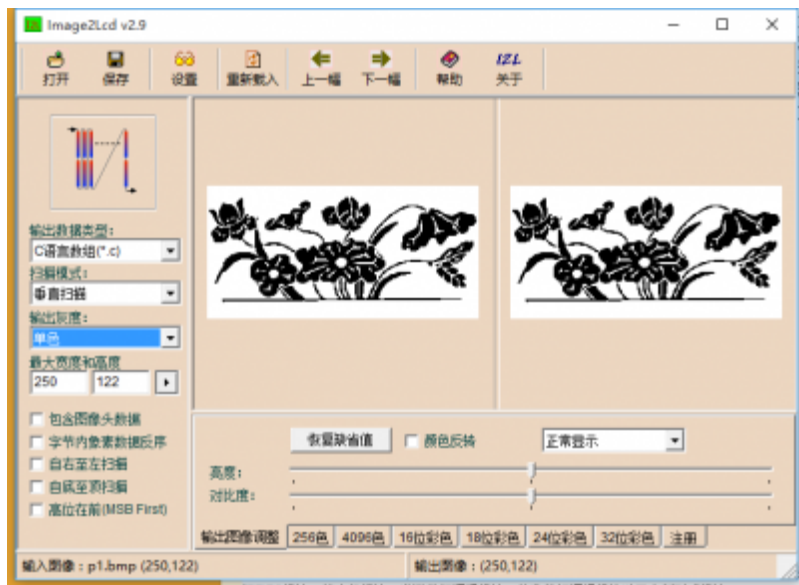 Image2Lcd v2.9
打开 保存 设置 重新载入 上一幅 下一幅 帮助 IZL 关于
输出数据类型:
C语言数组(*.c)
扫描模式:
垂直扫描
输出灰度:
单色
最大宽度和高度
250 122
包含图像头数据
字节内象素数据反序
自右至左扫描
自底至顶扫描
高位在前(MSB First)
恢复缺省值 颜色反转 正常显示
亮度:
对比度:
输出图像调整 256色 4096色 16位彩色 18位彩色 24位彩色 32位彩色 注册
输入图像: p1.bmp (250,122) 输出图像: (250,122)